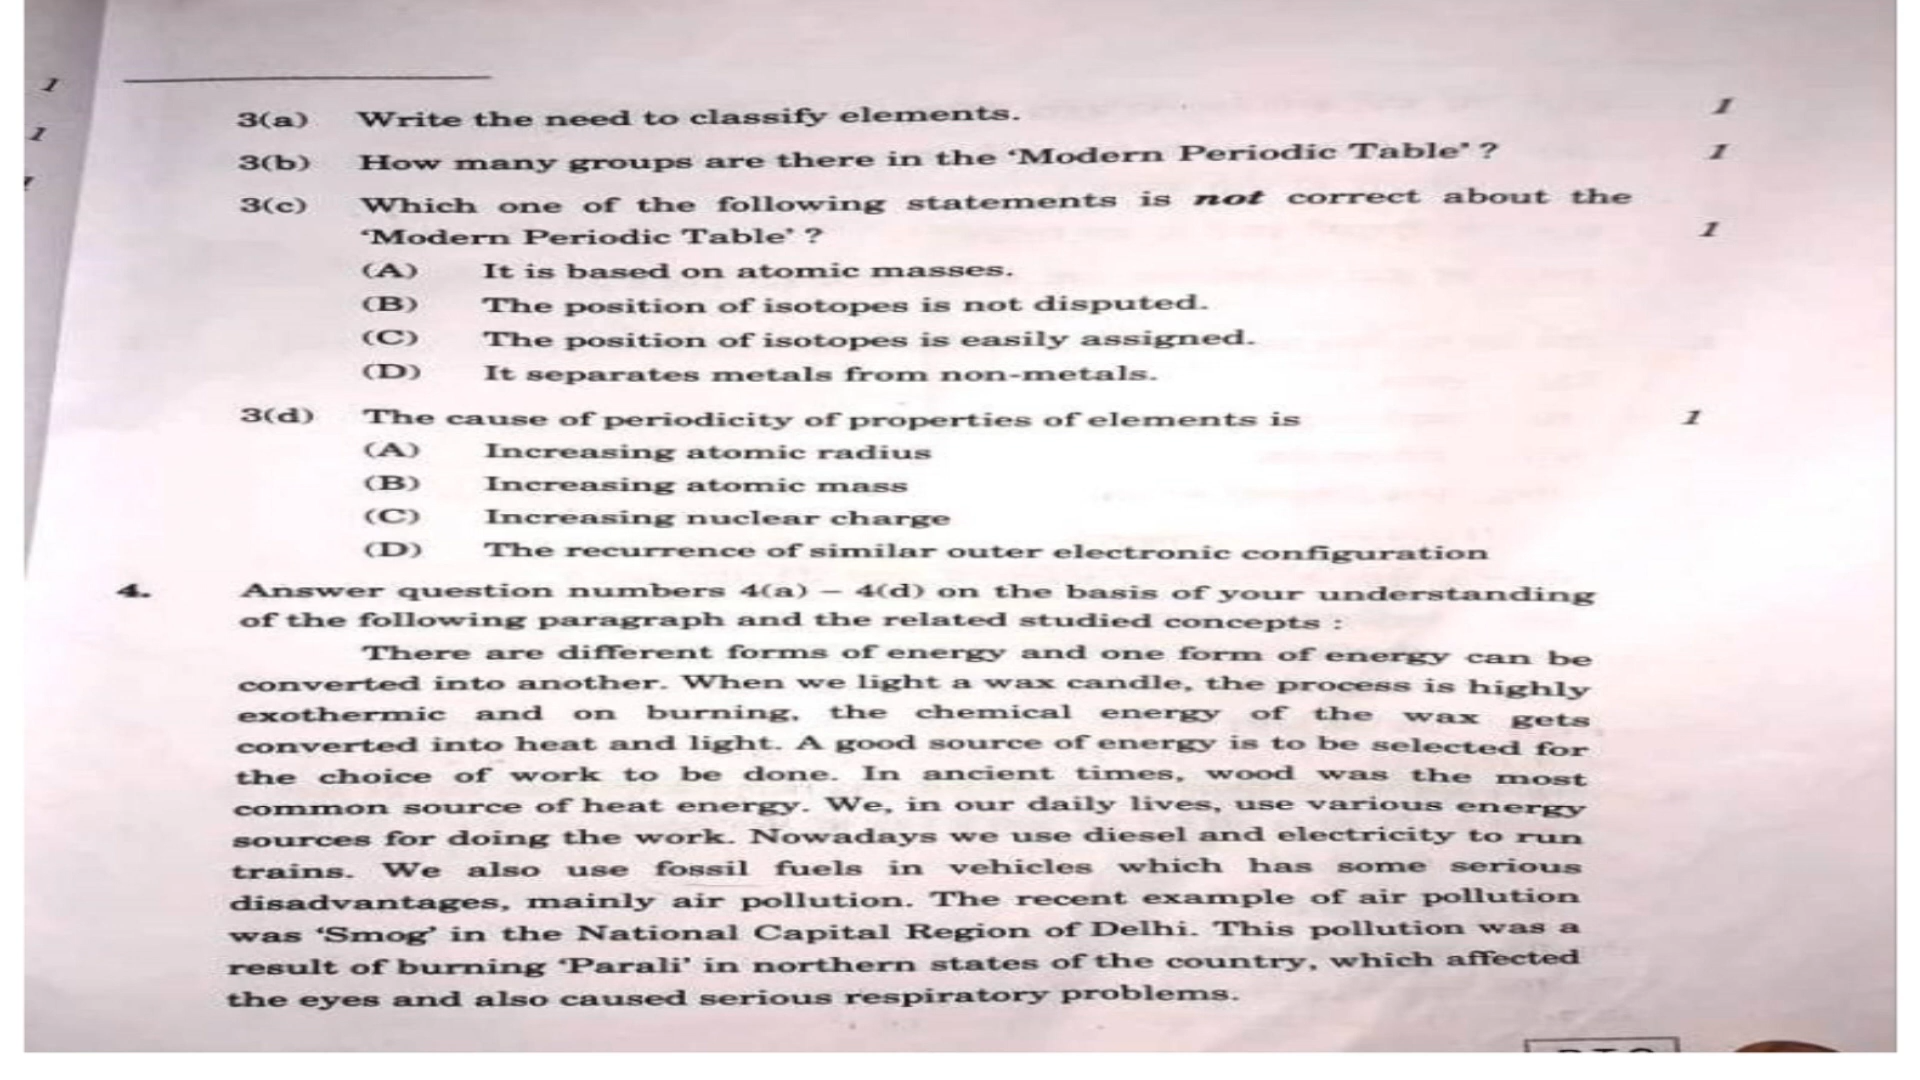 1
1
3(a) Write the need to classify elements. 1
3(b) How many groups are there in the 'Modern Periodic Table' ? 1
3(c) Which one of the following statements is not correct about the
'Modern Periodic Table' ? 1
(A) It is based on atomic masses.
(B) The position of isotopes is not disputed.
(C) The position of isotopes is easily assigned.
(D) It separates metals from non-metals.
3(d) The cause of periodicity of properties of elements is 1
(A) Increasing atomic radius
(B) Increasing atomic mass
(C) Increasing nuclear charge
(D) The recurrence of similar outer electronic configuration
4. Answer question numbers 4(a) – 4(d) on the basis of your understanding
of the following paragraph and the related studied concepts :
There are different forms of energy and one form of energy can be
converted into another. When we light a wax candle, the process is highly
exothermic and on burning, the chemical energy of the wax gets
converted into heat and light. A good source of energy is to be selected for
the choice of work to be done. In ancient times, wood was the most
common source of heat energy. We, in our daily lives, use various energy
sources for doing the work. Nowadays we use diesel and electricity to run
trains. We also use fossil fuels in vehicles which has some serious
disadvantages, mainly air pollution. The recent example of air pollution
was 'Smog' in the National Capital Region of Delhi. This pollution was a
result of burning 'Parali' in northern states of the country, which affected
the eyes and also caused serious respiratory problems.